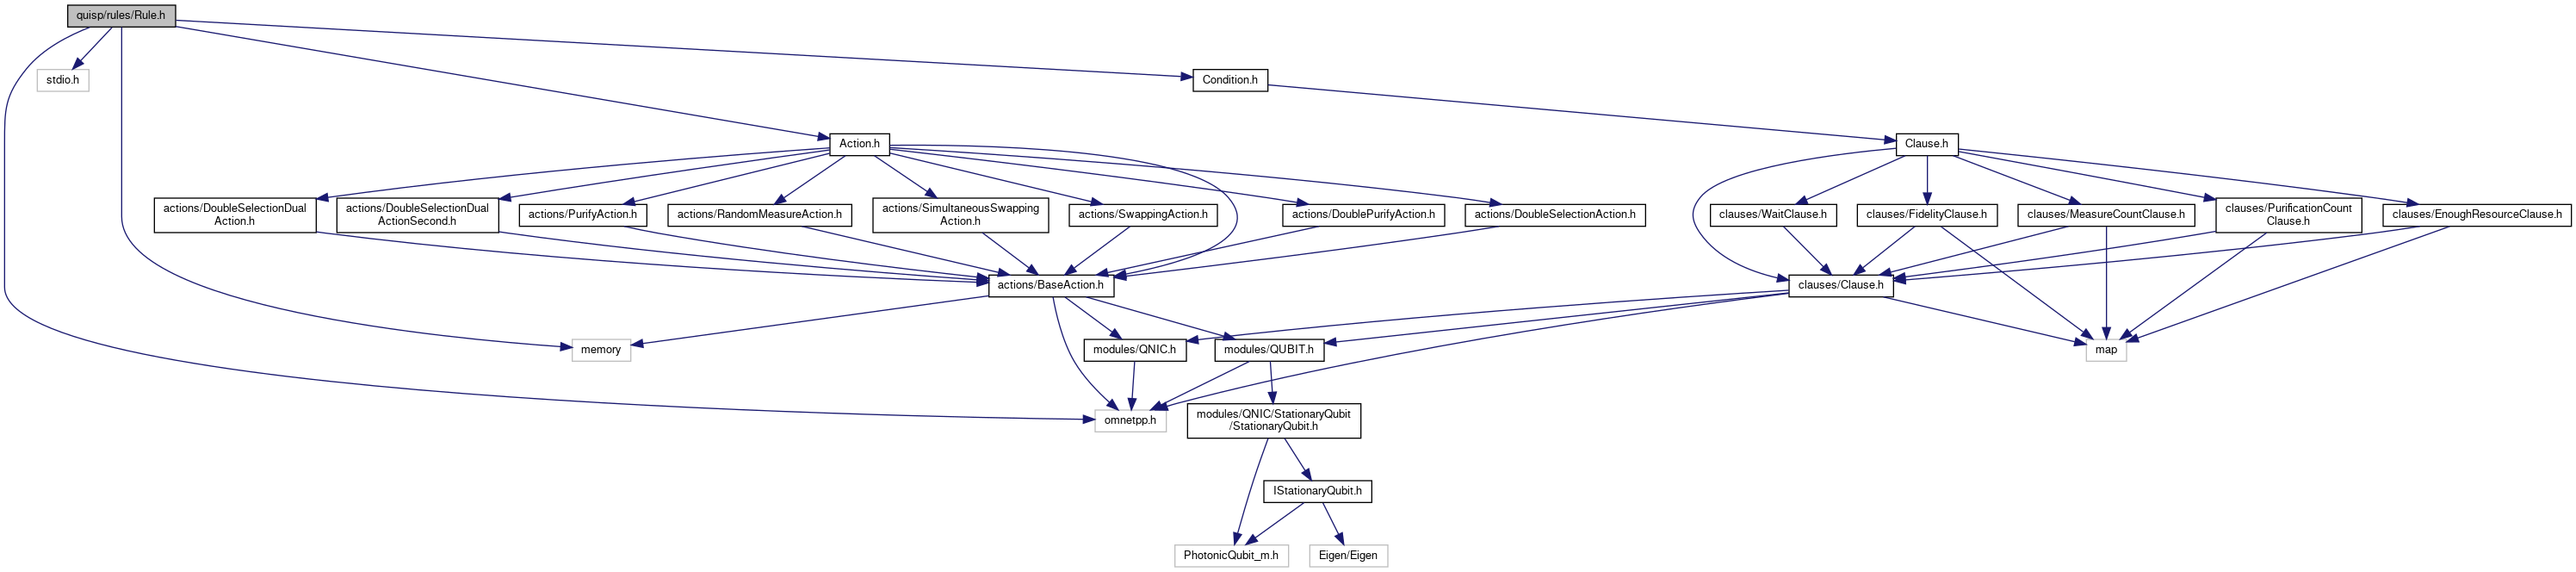 quisp/rules/Rule.h
stdio.h
Condition.h
Action.h
Clause.h
actions/DoubleSelectionDual
Action.h
actions/DoubleSelectionDual
ActionSecond.h
actions/PurifyAction.h
actions/RandomMeasureAction.h
actions/SimultaneousSwapping
Action.h
actions/SwappingAction.h
actions/DoublePurifyAction.h
actions/DoubleSelectionAction.h
clauses/WaitClause.h
clauses/FidelityClause.h
clauses/MeasureCountClause.h
clauses/PurificationCount
Clause.h
clauses/EnoughResourceClause.h
actions/BaseAction.h
clauses/Clause.h
memory
modules/QNIC.h
modules/QUBIT.h
map
omnetpp.h
modules/QNIC/StationaryQubit
/StationaryQubit.h
IStationaryQubit.h
PhotonicQubit_m.h
Eigen/Eigen